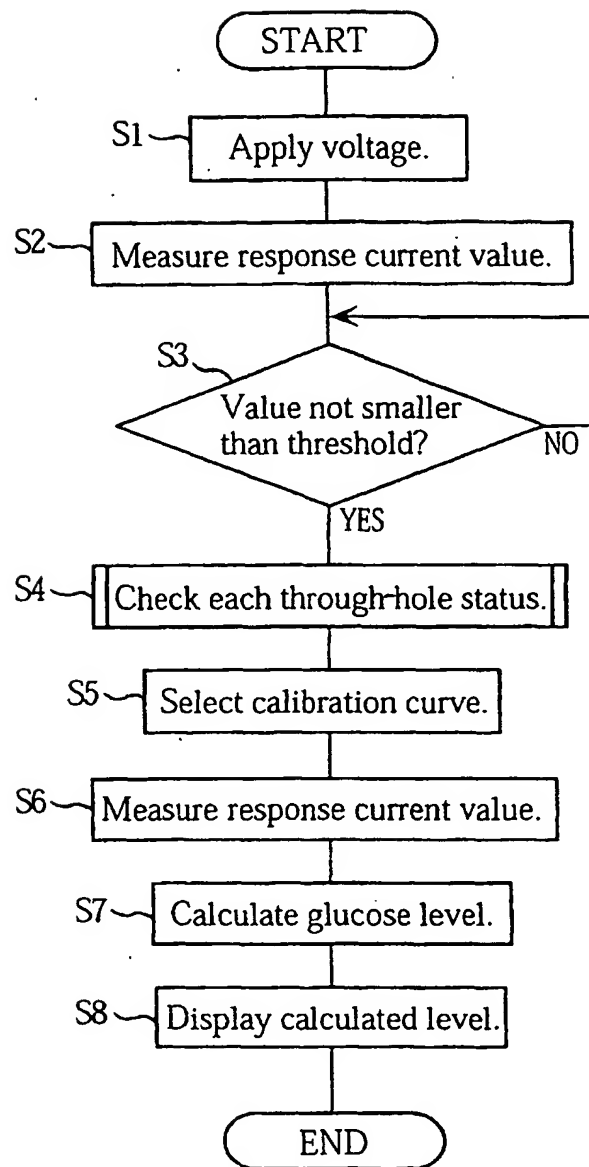 START
S1
Apply voltage.
S2
Measure response current value.
S3
Value not smaller
than threshold?
NO
YES
S4
Check each through-hole status.
S5
Select calibration curve.
S6
Measure response current value.
S7
Calculate glucose level.
S8
Display calculated level.
END